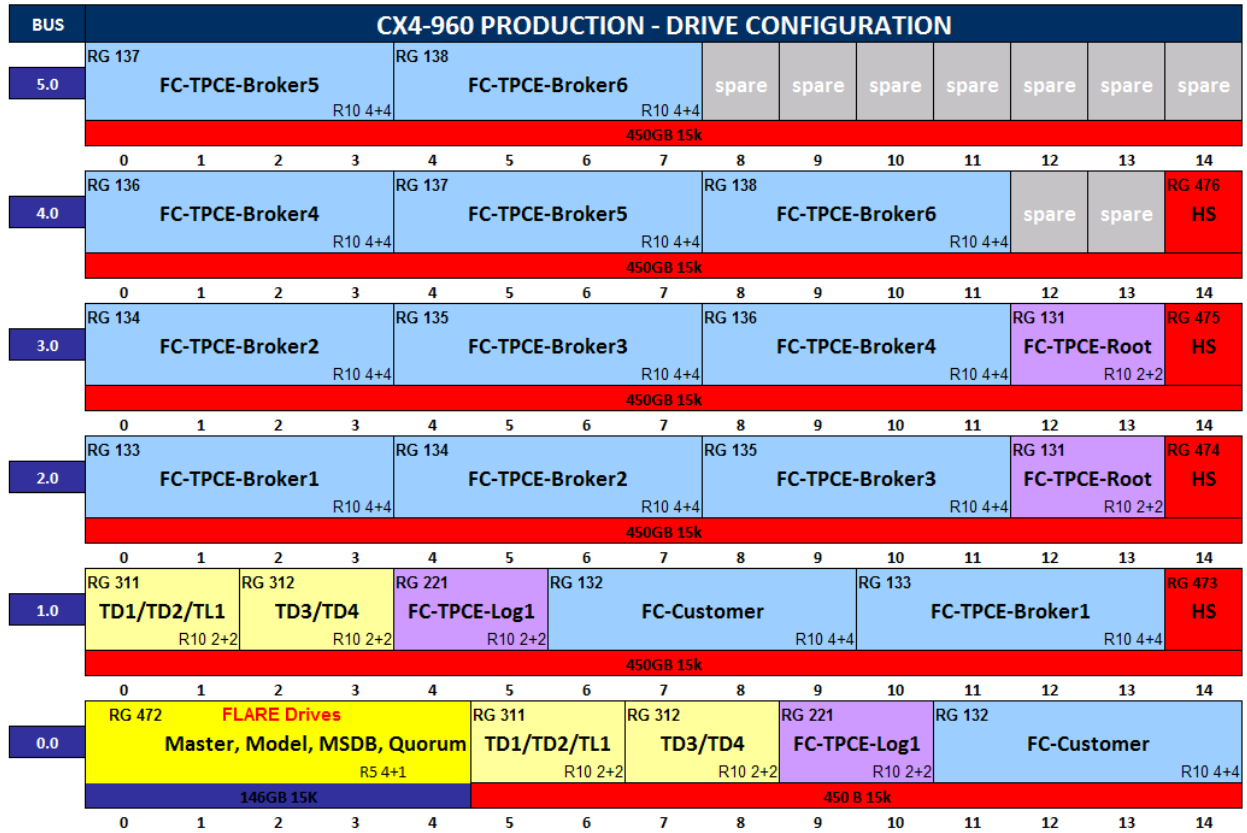 BUS CX4-960 PRODUCTION - DRIVE CONFIGURATION
RG 137 RG 138
5.0 FC-TPCE-Broker5 FC-TPCE-Broker6 spare spare spare spare spare spare spare
R10 4+4 R10 4+4
450GB 15k
0 1 2 3 4 5 6 7 8 9 10 11 12 13 14
RG 136 RG 137 RG 138 RG 476
4.0 FC-TPCE-Broker4 FC-TPCE-Broker5 FC-TPCE-Broker6 spare spare HS
R10 4+4 R10 4+4 R10 4+4
450GB 15k
0 1 2 3 4 5 6 7 8 9 10 11 12 13 14
RG 134 RG 135 RG 136 RG 131 RG 475
3.0 FC-TPCE-Broker2 FC-TPCE-Broker3 FC-TPCE-Broker4 FC-TPCE-Root HS
R10 4+4 R10 4+4 R10 4+4 R10 2+2
450GB 15k
0 1 2 3 4 5 6 7 8 9 10 11 12 13 14
RG 133 RG 134 RG 135 RG 131 RG 474
2.0 FC-TPCE-Broker1 FC-TPCE-Broker2 FC-TPCE-Broker3 FC-TPCE-Root HS
R10 4+4 R10 4+4 R10 4+4 R10 2+2
450GB 15k
0 1 2 3 4 5 6 7 8 9 10 11 12 13 14
RG 311 RG 312 RG 221 RG 132 RG 133 RG 473
1.0 TD1/TD2/TL1 TD3/TD4 FC-TPCE-Log1 FC-Customer FC-TPCE-Broker1 HS
R10 2+2 R10 2+2 R10 2+2 R10 4+4 R10 4+4
450GB 15k
0 1 2 3 4 5 6 7 8 9 10 11 12 13 14
RG 472 FLARE Drives RG 311 RG 312 RG 221 RG 132
0.0 Master, Model, MSDB, Quorum TD1/TD2/TL1 TD3/TD4 FC-TPCE-Log1 FC-Customer
R5 4+1 R10 2+2 R10 2+2 R10 2+2 R10 4+4
146GB 15K 450 B 15k
0 1 2 3 4 5 6 7 8 9 10 11 12 13 14